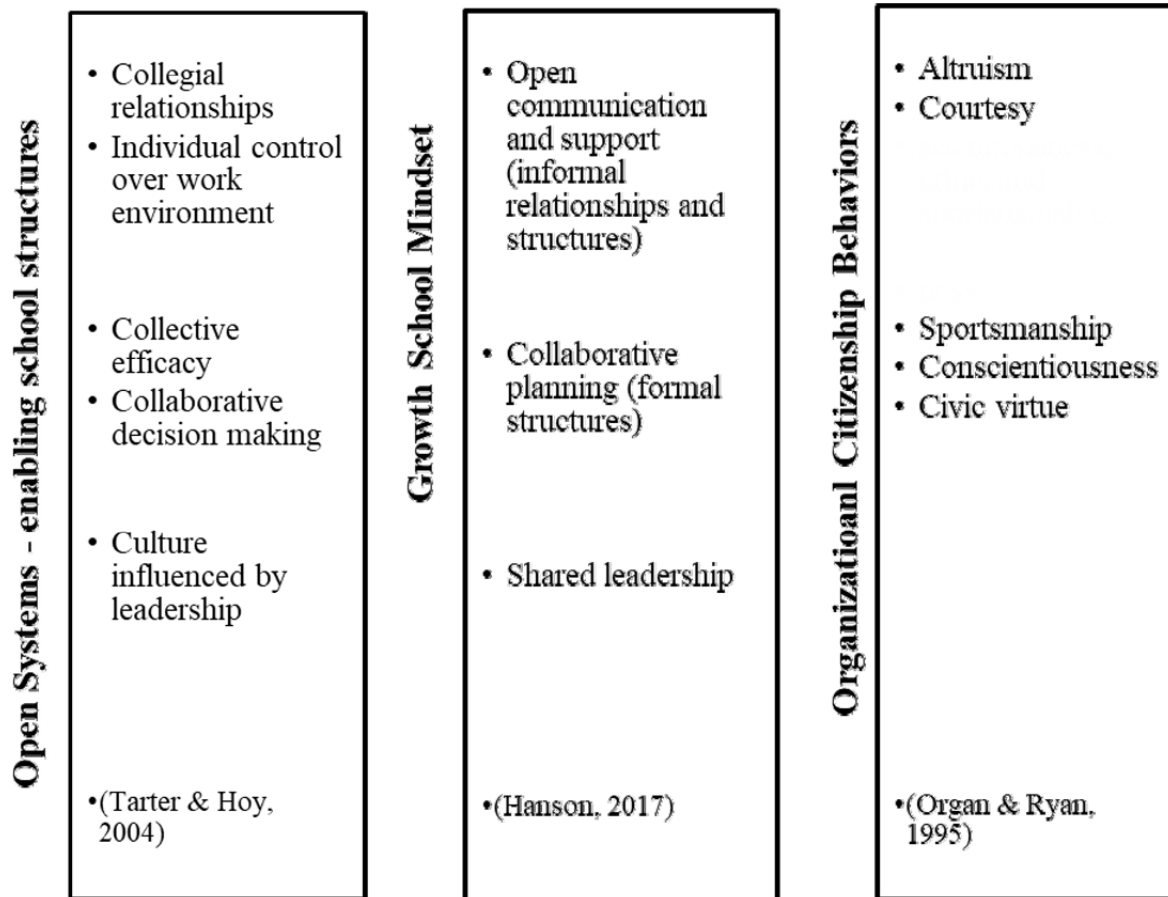 Open Systems - enabling school structures
• Collegial
relationships
• Individual control
over work
environment
• Collective
efficacy
• Collaborative
decision making
• Culture
influenced by
leadership
•(Tarter & Hoy,
2004)
Growth School Mindset
• Open
communication
and support
(informal
relationships and
structures)
• Collaborative
planning (formal
structures)
• Shared leadership
•(Hanson, 2017)
Organizatioanl Citizenship Behaviors
• Altruism
• Courtesy
• Sportsmanship
• Conscientiousness
• Civic virtue
•(Organ & Ryan,
1995)